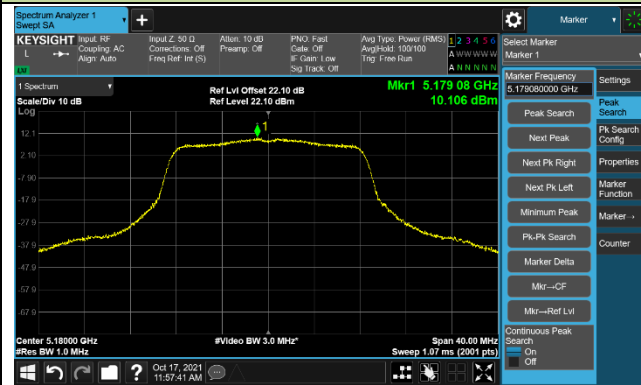 Spectrum Analyzer 1
Swept SA
+
Marker
KEYSIGHT
L
Input: RF
Coupling: AC
Align: Auto
Input Z: 50 Ω
Corrections: Off
Freq Ref: Int (S)
Atten: 10 dB
Preamp: Off
PNO: Fast
Gate: Off
IF Gain: Low
Sig Track: Off
Avg Type: Power (RMS)
Avg|Hold: 100/100
Trig: Free Run
1 2 3 4 5 6
A W W W W W
A N N N N N
Select Marker
Marker 1
1 Spectrum
Scale/Div 10 dB
Log
Ref Lvl Offset 22.10 dB
Ref Level 22.10 dBm
Mkr1 5.179 08 GHz
10.106 dBm
12.1
2.10
-7.90
-17.9
-27.9
-37.9
-47.9
-57.9
-67.9
1
Center 5.18000 GHz
#Res BW 1.0 MHz
#Video BW 3.0 MHz*
Span 40.00 MHz
Sweep 1.07 ms (2001 pts)
Marker Frequency
5.179080000 GHz
Peak Search
Next Peak
Next Pk Right
Next Pk Left
Minimum Peak
Pk-Pk Search
Marker Delta
Mkr→CF
Mkr→Ref Lvl
Continuous Peak
Search
On
Off
Settings
Peak
Search
Pk Search
Config
Properties
Marker
Function
Marker→
Counter
?
Oct 17, 2021
11:57:41 AM